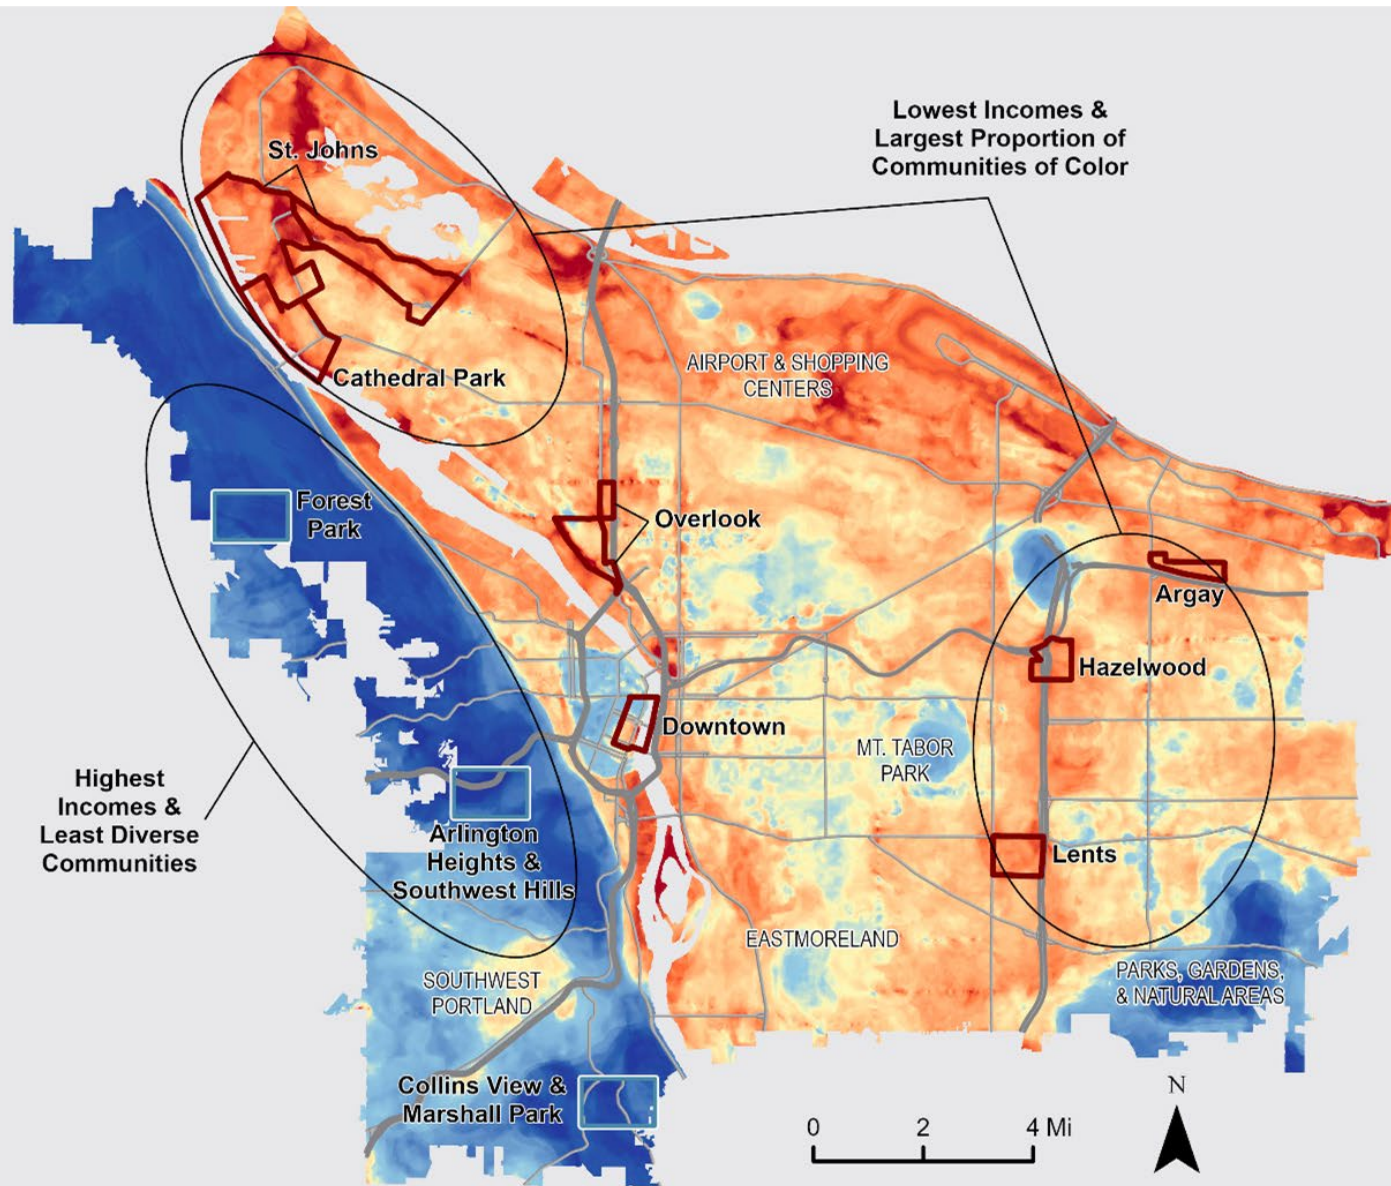 Lowest Incomes &
Largest Proportion of
Communities of Color
St. Johns
AIRPORT & SHOPPING
CENTERS
Cathedral Park
Forest
Park
Overlook
Argay
Hazelwood
Downtown
MT. TABOR
PARK
Highest
Incomes &
Least Diverse
Communities
Arlington
Heights &
Southwest Hills
Lents
EASTMORELAND
SOUTHWEST
PORTLAND
PARKS, GARDENS,
& NATURAL AREAS
Collins View &
Marshall Park
N
0 2 4 Mi